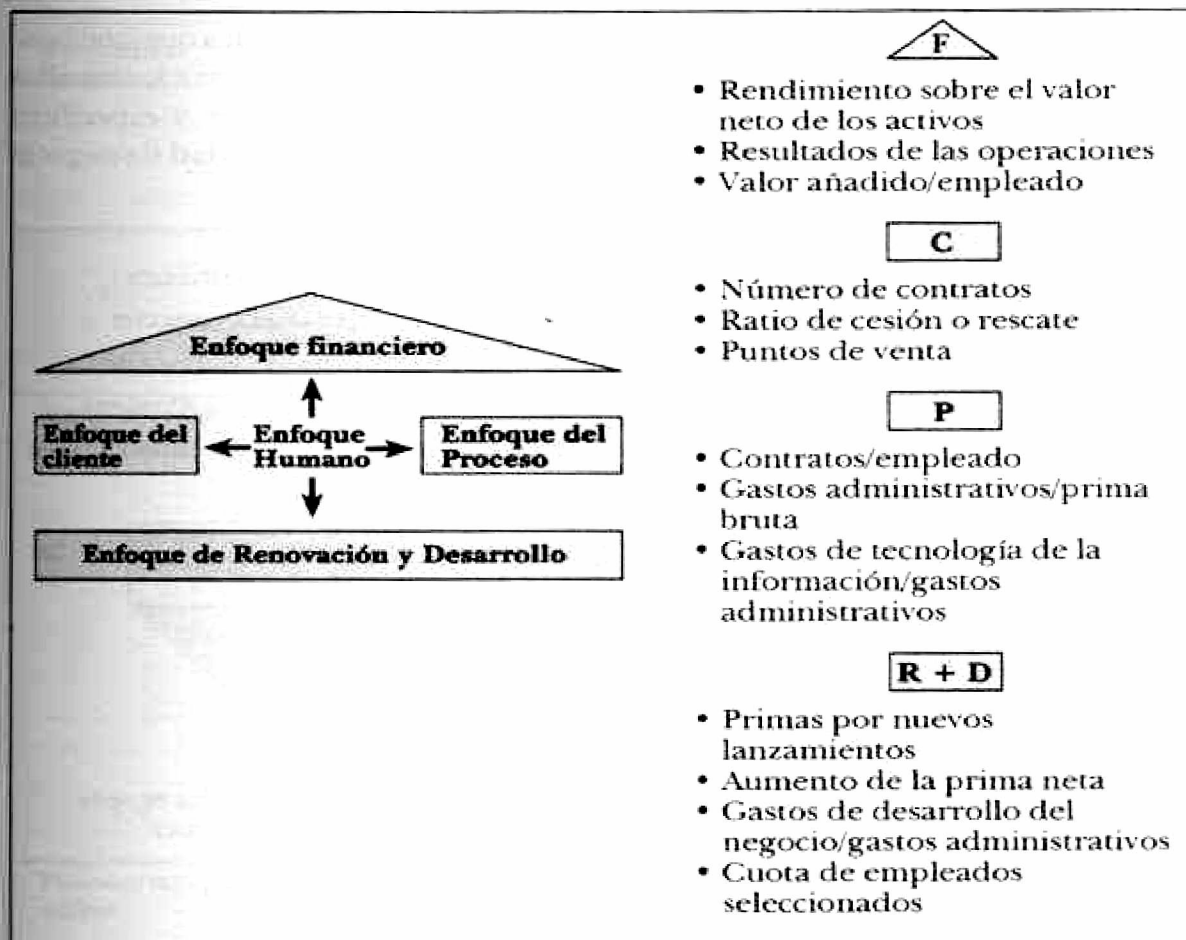 Enfoque financiero
Enfoque del
cliente
Enfoque
Humano
Enfoque del
Proceso
Enfoque de Renovación y Desarrollo
F
• Rendimiento sobre el valor
neto de los activos
• Resultados de las operaciones
• Valor añadido/empleado
C
• Número de contratos
• Ratio de cesión o rescate
• Puntos de venta
P
• Contratos/empleado
• Gastos administrativos/prima
bruta
• Gastos de tecnología de la
información/gastos
administrativos
R + D
• Primas por nuevos
lanzamientos
• Aumento de la prima neta
• Gastos de desarrollo del
negocio/gastos administrativos
• Cuota de empleados
seleccionados